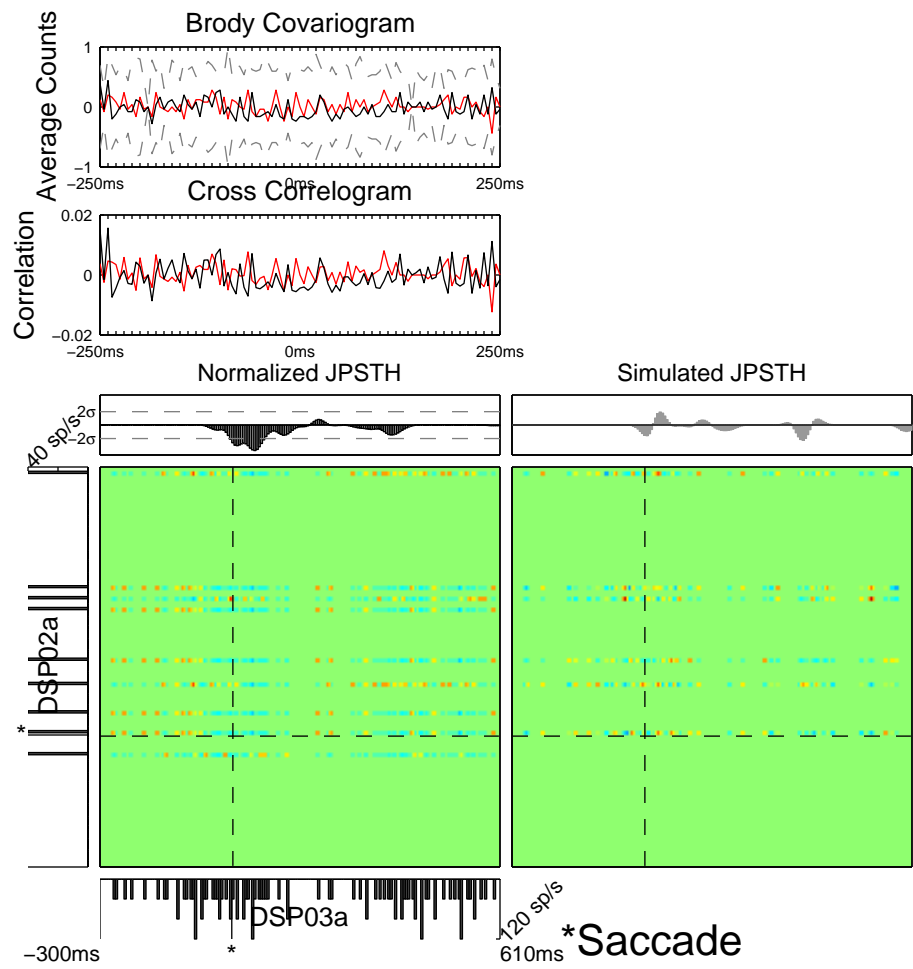 Brody Covariogram
Average Counts
1
0
−1
−250ms
0ms
250ms
Cross Correlogram
Correlation
0.02
0
−0.02
−250ms
0ms
250ms
Normalized JPSTH
Simulated JPSTH
2σ
−2σ
40 sp/s
DSP02a
*
DSP03a
120 sp/s
*
−300ms
610ms
*Saccade